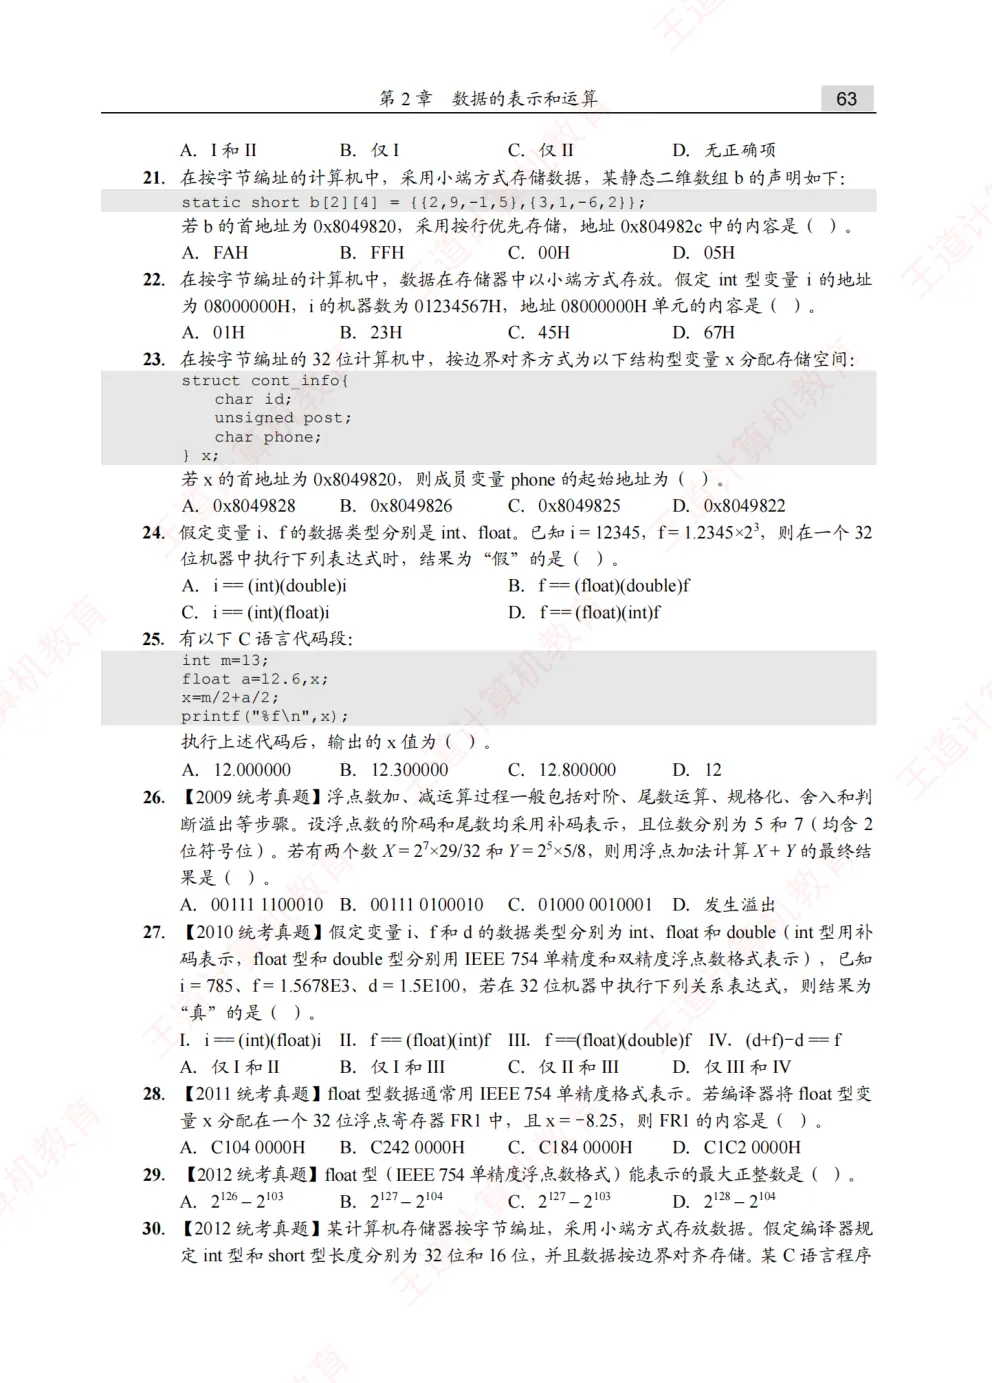 第 2 章 数据的表示和运算 63
A. I 和 II B. 仅 I C. 仅 II D. 无正确项
21. 在按字节编址的计算机中，采用小端方式存储数据，某静态二维数组 b 的声明如下：
static short b[2][4] = {{2,9,-1,5},{3,1,-6,2}};
若 b 的首地址为 0x8049820，采用按行优先存储，地址 0x804982c 中的内容是（ ）。
A. FAH B. FFH C. 00H D. 05H
22. 在按字节编址的计算机中，数据在存储器中以小端方式存放。假定 int 型变量 i 的地址
为 08000000H，i 的机器数为 01234567H，地址 08000000H 单元的内容是（ ）。
A. 01H B. 23H C. 45H D. 67H
23. 在按字节编址的 32 位计算机中，按边界对齐方式为以下结构型变量 x 分配存储空间：
struct cont_info{
char id;
unsigned post;
char phone;
} x;
若 x 的首地址为 0x8049820，则成员变量 phone 的起始地址为（ ）。
A. 0x8049828 B. 0x8049826 C. 0x8049825 D. 0x8049822
24. 假定变量 i、f 的数据类型分别是 int、float。已知 i = 12345，f = 1.2345×2³，则在一个 32
位机器中执行下列表达式时，结果为“假”的是（ ）。
A. i == (int)(double)i B. f == (float)(double)f
C. i == (int)(float)i D. f == (float)(int)f
25. 有以下 C 语言代码段：
int m=13;
float a=12.6,x;
x=m/2+a/2;
printf("%f\n",x);
执行上述代码后，输出的 x 值为（ ）。
A. 12.000000 B. 12.300000 C. 12.800000 D. 12
26. 【2009 统考真题】浮点数加、减运算过程一般包括对阶、尾数运算、规格化、舍入和判
断溢出等步骤。设浮点数的阶码和尾数均采用补码表示，且位数分别为 5 和 7（均含 2
位符号位）。若有两个数 X = 2⁷×29/32 和 Y = 2⁵×5/8，则用浮点加法计算 X + Y 的最终结
果是（ ）。
A. 00111 1100010 B. 00111 0100010 C. 01000 0010001 D. 发生溢出
27. 【2010 统考真题】假定变量 i、f 和 d 的数据类型分别为 int、float 和 double（int 型用补
码表示，float 型和 double 型分别用 IEEE 754 单精度和双精度浮点数格式表示），已知
i = 785、f = 1.5678E3、d = 1.5E100，若在 32 位机器中执行下列关系表达式，则结果为
“真”的是（ ）。
I. i == (int)(float)i II. f == (float)(int)f III. f ==(float)(double)f IV. (d+f)−d == f
A. 仅 I 和 II B. 仅 I 和 III C. 仅 II 和 III D. 仅 III 和 IV
28. 【2011 统考真题】float 型数据通常用 IEEE 754 单精度格式表示。若编译器将 float 型变
量 x 分配在一个 32 位浮点寄存器 FR1 中，且 x = −8.25，则 FR1 的内容是（ ）。
A. C104 0000H B. C242 0000H C. C184 0000H D. C1C2 0000H
29. 【2012 统考真题】float 型（IEEE 754 单精度浮点数格式）能表示的最大正整数是（ ）。
A. 2¹²⁶ − 2¹⁰³ B. 2¹²⁷ − 2¹⁰⁴ C. 2¹²⁷ − 2¹⁰³ D. 2¹²⁸ − 2¹⁰⁴
30. 【2012 统考真题】某计算机存储器按字节编址，采用小端方式存放数据。假定编译器规
定 int 型和 short 型长度分别为 32 位和 16 位，并且数据按边界对齐存储。某 C 语言程序